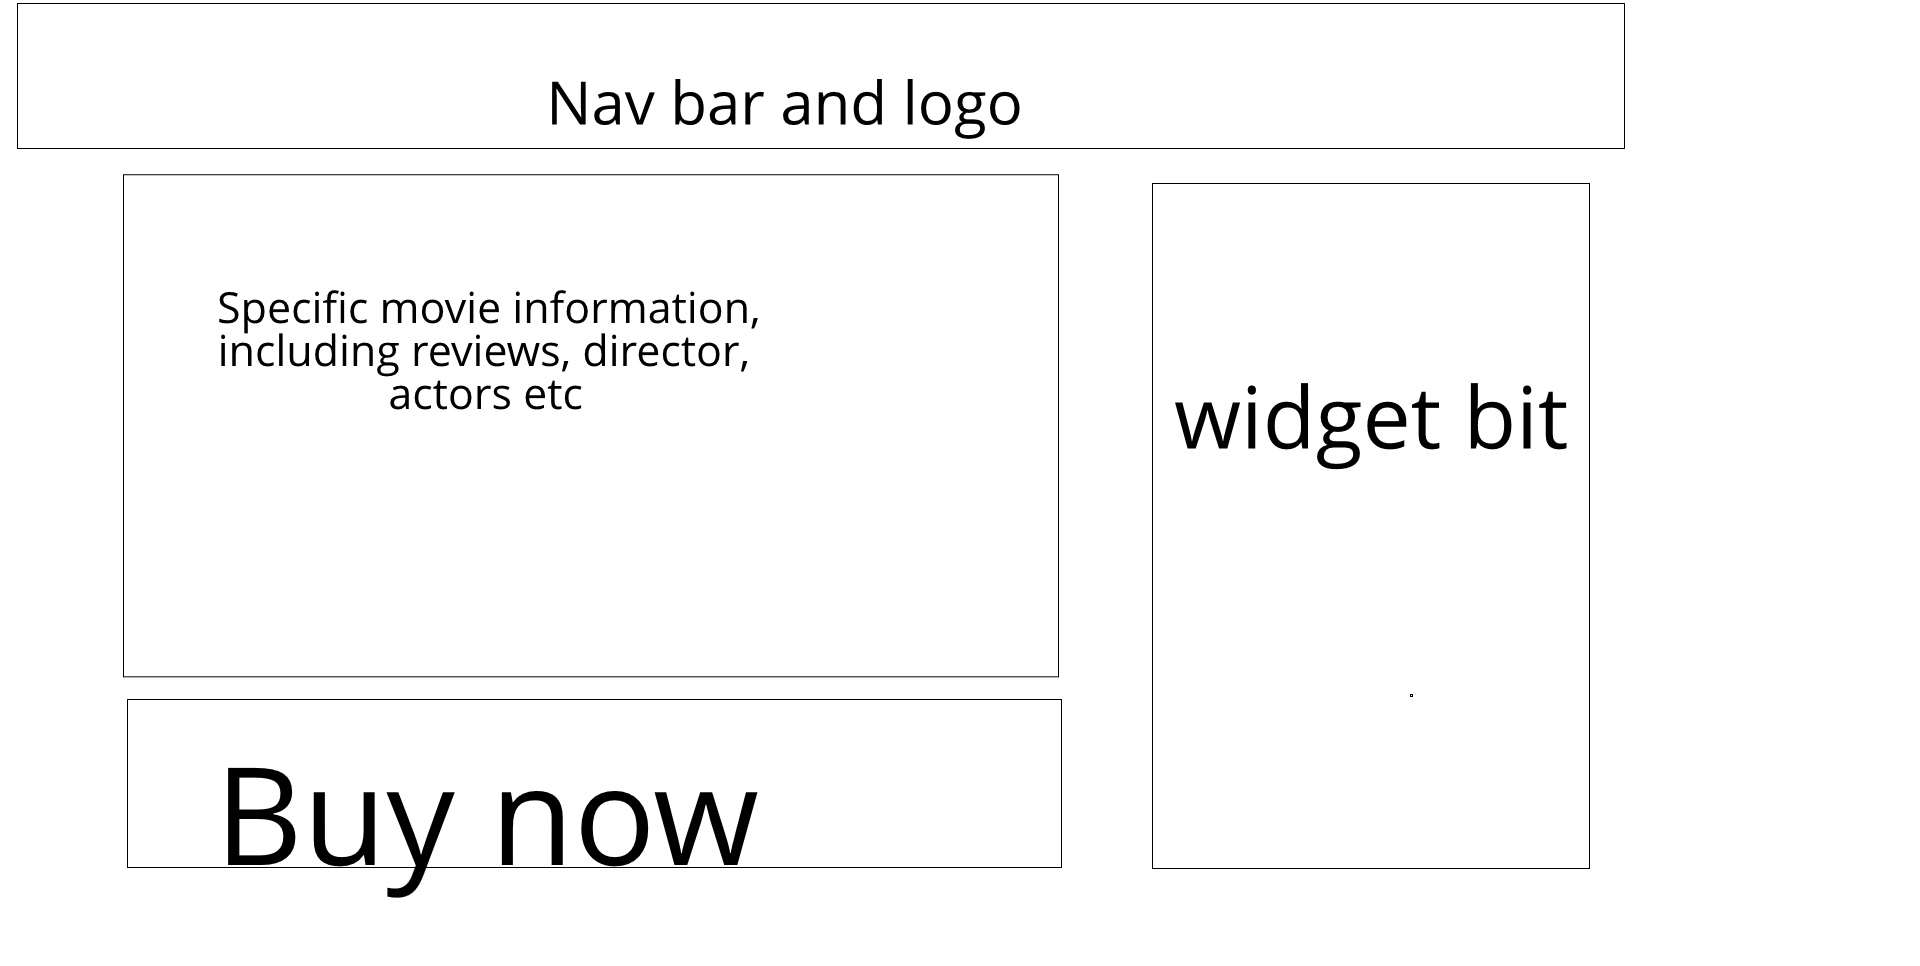 Nav bar and logo
Specific movie information,
including reviews, director,
actors etc
widget bit
Buy now